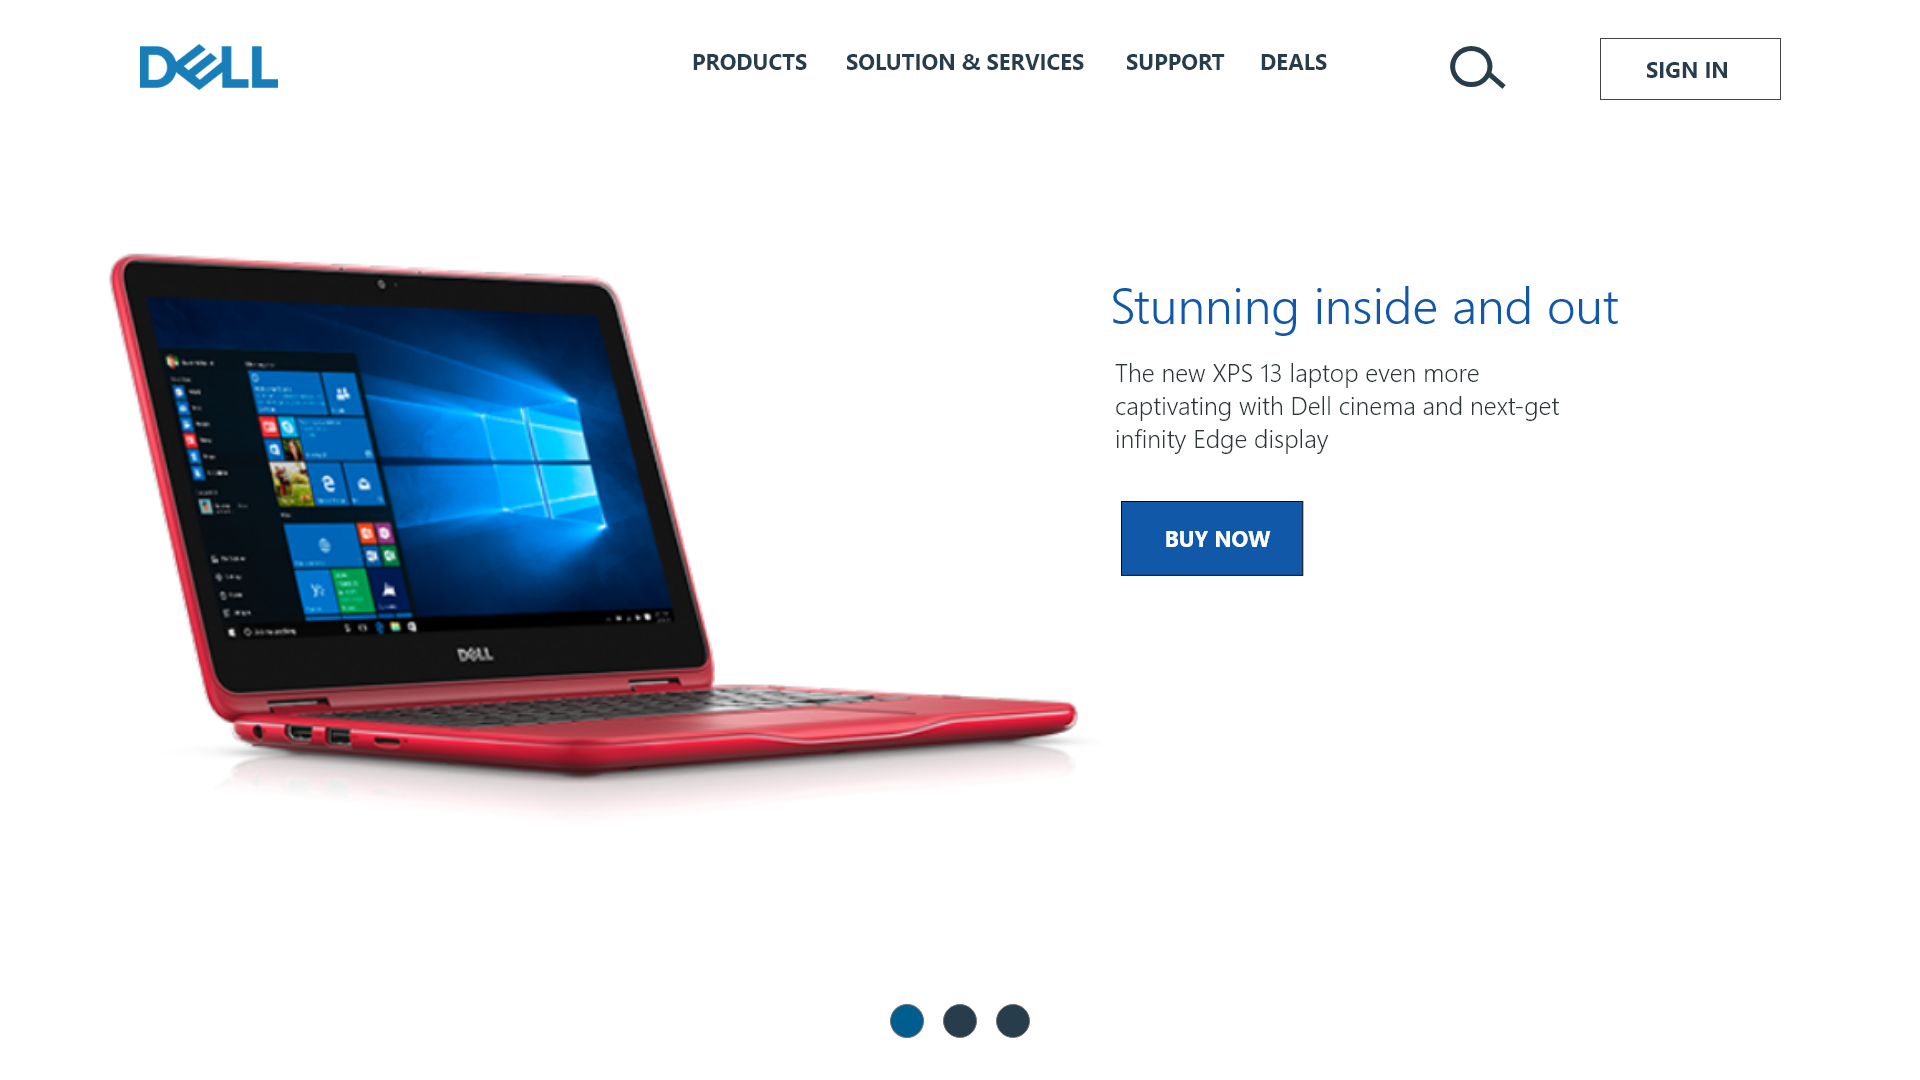 DELL
PRODUCTS
SOLUTION & SERVICES
SUPPORT
DEALS
SIGN IN
Stunning inside and out
The new XPS 13 laptop even more
captivating with Dell cinema and next-get
infinity Edge display
BUY NOW
DELL